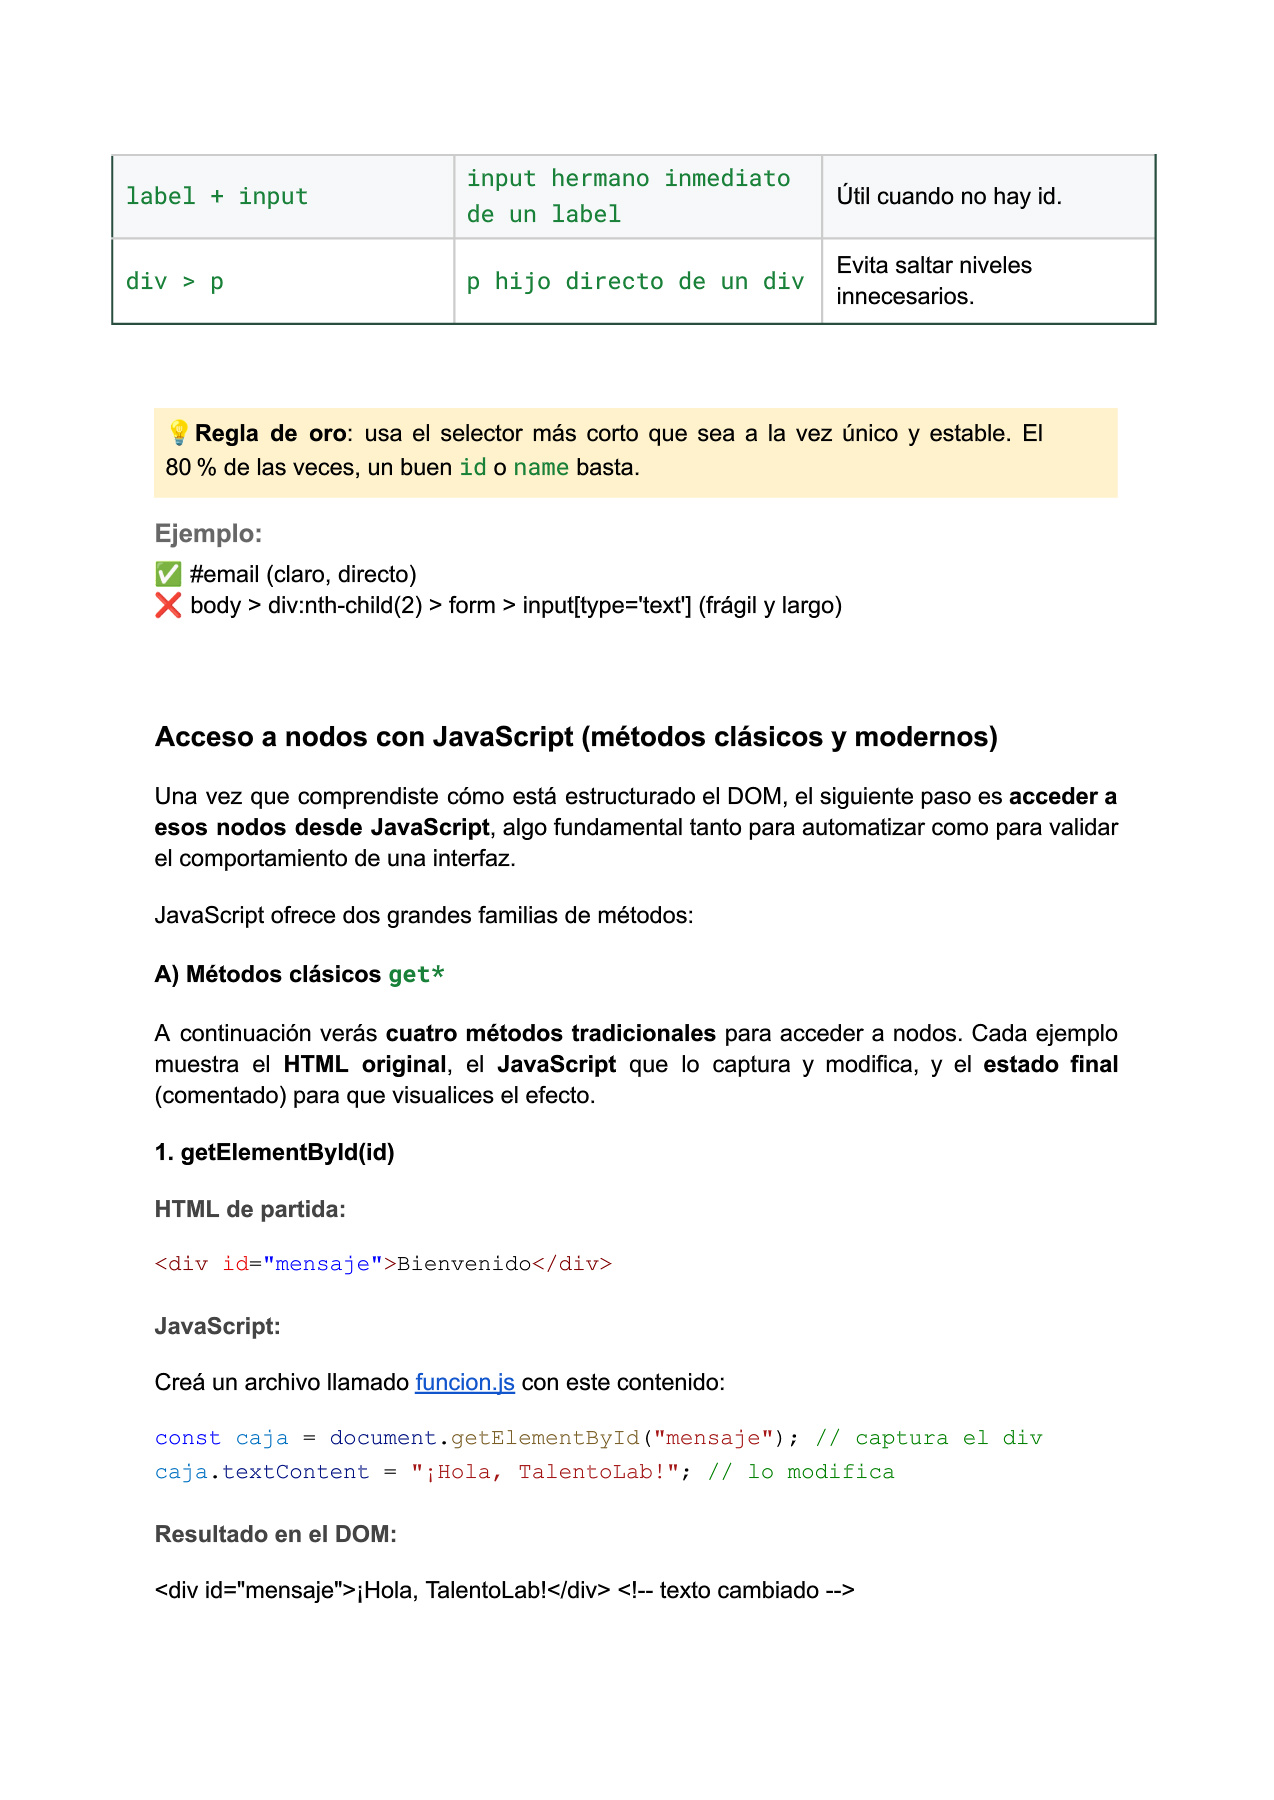 label + input
input hermano inmediato
de un label
Útil cuando no hay id.
div > p
p hijo directo de un div
Evita saltar niveles
innecesarios.
💡Regla de oro: usa el selector más corto que sea a la vez único y estable. El
80 % de las veces, un buen id o name basta.
Ejemplo:
✅ #email (claro, directo)
❌ body > div:nth-child(2) > form > input[type='text'] (frágil y largo)
Acceso a nodos con JavaScript (métodos clásicos y modernos)
Una vez que comprendiste cómo está estructurado el DOM, el siguiente paso es acceder a
esos nodos desde JavaScript, algo fundamental tanto para automatizar como para validar
el comportamiento de una interfaz.
JavaScript ofrece dos grandes familias de métodos:
A) Métodos clásicos get*
A continuación verás cuatro métodos tradicionales para acceder a nodos. Cada ejemplo
muestra el HTML original, el JavaScript que lo captura y modifica, y el estado final
(comentado) para que visualices el efecto.
1. getElementById(id)
HTML de partida:
<div id="mensaje">Bienvenido</div>
JavaScript:
Creá un archivo llamado funcion.js con este contenido:
const caja = document.getElementById("mensaje"); // captura el div
caja.textContent = "¡Hola, TalentoLab!"; // lo modifica
Resultado en el DOM:
<div id="mensaje">¡Hola, TalentoLab!</div> <!-- texto cambiado -->